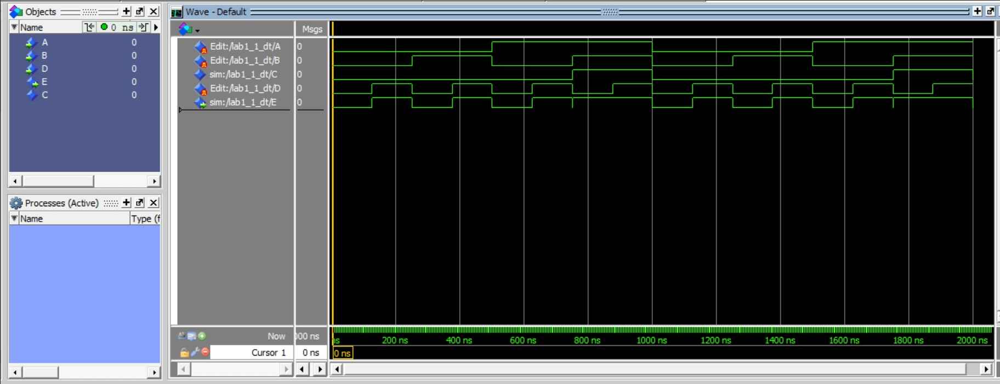 Objects
Name 0 ns
A 0
B 0
D 0
E 0
C 0
Processes (Active)
Name Type (f
Wave - Default
Msgs
Edit:/lab1_1_dt/A 0
Edit:/lab1_1_dt/B 0
sim:/lab1_1_dt/C 0
Edit:/lab1_1_dt/D 0
sim:/lab1_1_dt/E 0
Now 000 ns
ns 200 ns 400 ns 600 ns 800 ns 1000 ns 1200 ns 1400 ns 1600 ns 1800 ns 2000 ns
Cursor 1 0 ns 0 ns